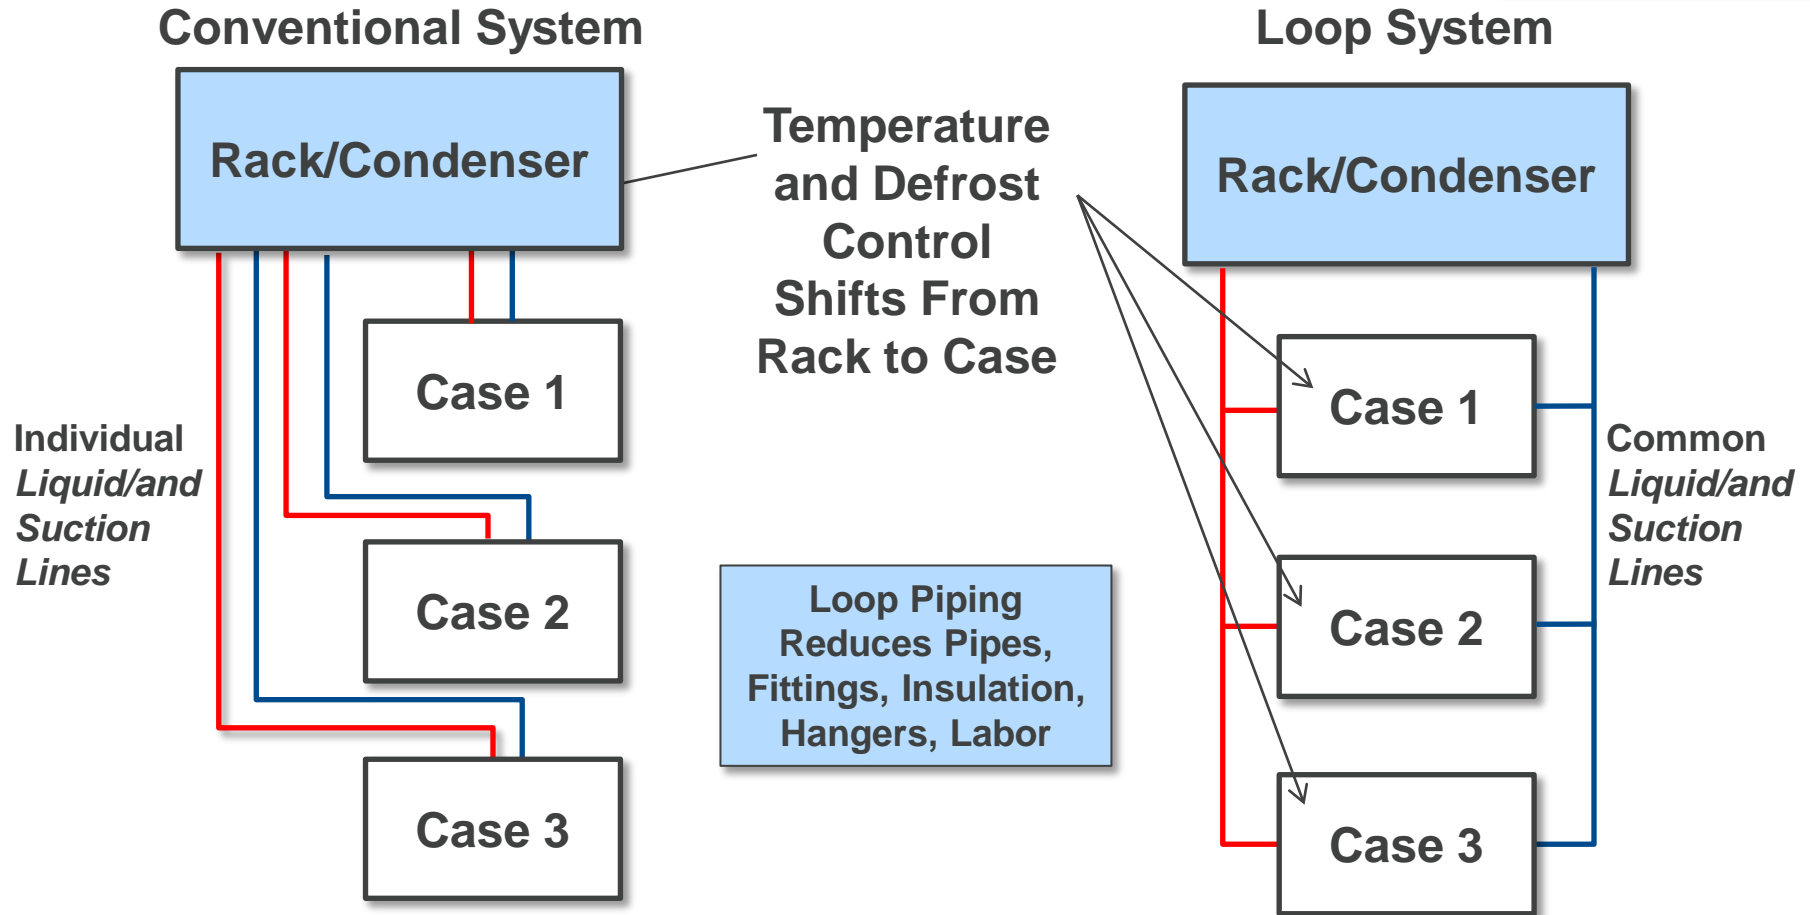 Conventional System
Rack/Condenser
Individual
Liquid/and
Suction
Lines
Case 1
Case 2
Case 3
Temperature
and Defrost
Control
Shifts From
Rack to Case
Loop Piping
Reduces Pipes,
Fittings, Insulation,
Hangers, Labor
Loop System
Rack/Condenser
Case 1
Case 2
Case 3
Common
Liquid/and
Suction
Lines